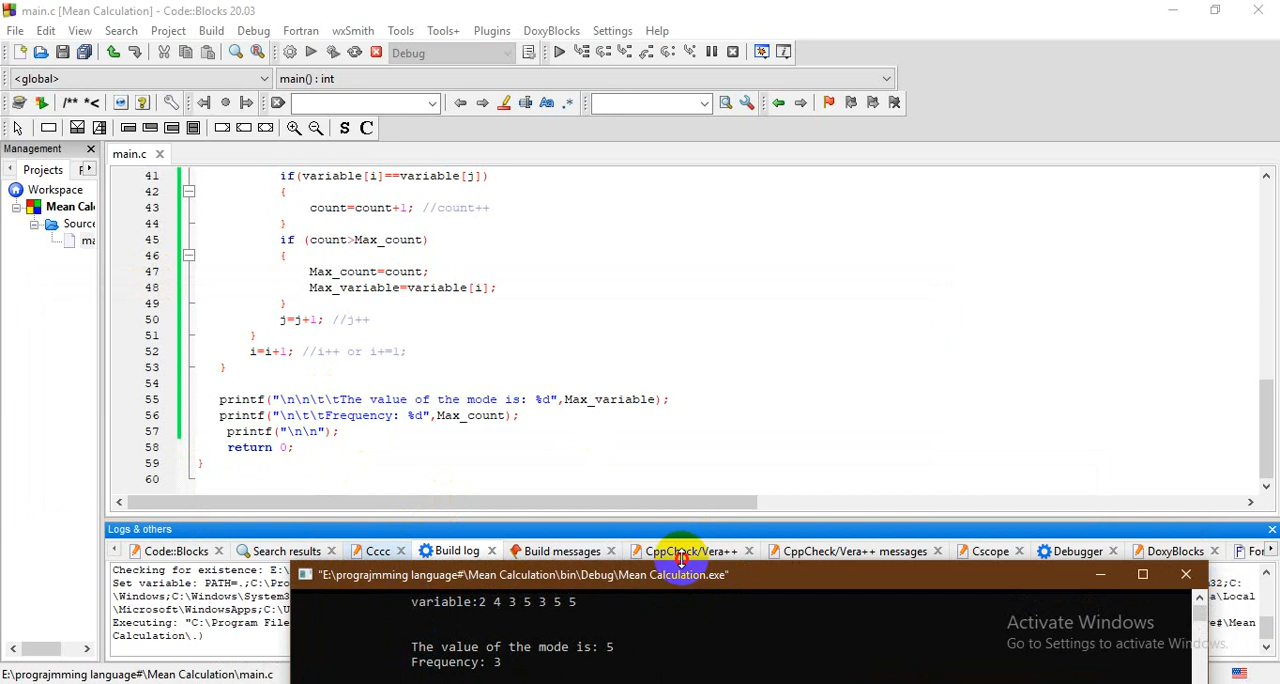 main.c [Mean Calculation] - Code::Blocks 20.03
File Edit View Search Project Build Debug Fortran wxSmith Tools Tools+ Plugins DoxyBlocks Settings Help
Debug
<global> main() : int
/** *<
Aa .*
S C
Management
main.c
Projects
Workspace
Mean Cal
Source
ma
41 if(variable[i]==variable[j])
42 {
43 count=count+1; //count++
44 }
45 if (count>Max_count)
46 {
47 Max_count=count;
48 Max_variable=variable[i];
49 }
50 j=j+1; //j++
51 }
52 i=i+1; //i++ or i+=1;
53 }
54
55 printf("\n\n\t\tThe value of the mode is: %d",Max_variable);
56 printf("\n\t\tFrequency: %d",Max_count);
57 printf("\n\n");
58 return 0;
59 }
60
Logs & others
Code::Blocks Search results Cccc Build log Build messages CppCheck/Vera++ CppCheck/Vera++ messages Cscope Debugger DoxyBlocks For
Checking for existence: E:\
Set variable: PATH=.;C:\Pro
\Windows;C:\Windows\System3
\Microsoft\WindowsApps;C:\U
Executing: "C:\Program File
Calculation\.)
32;C:
a\Local
e#\Mean
"E:\prograjmming language#\Mean Calculation\bin\Debug\Mean Calculation.exe"
variable:2 4 3 5 3 5 5
The value of the mode is: 5
Frequency: 3
Activate Windows
Go to Settings to activate Windows.
E:\prograjmming language#\Mean Calculation\main.c